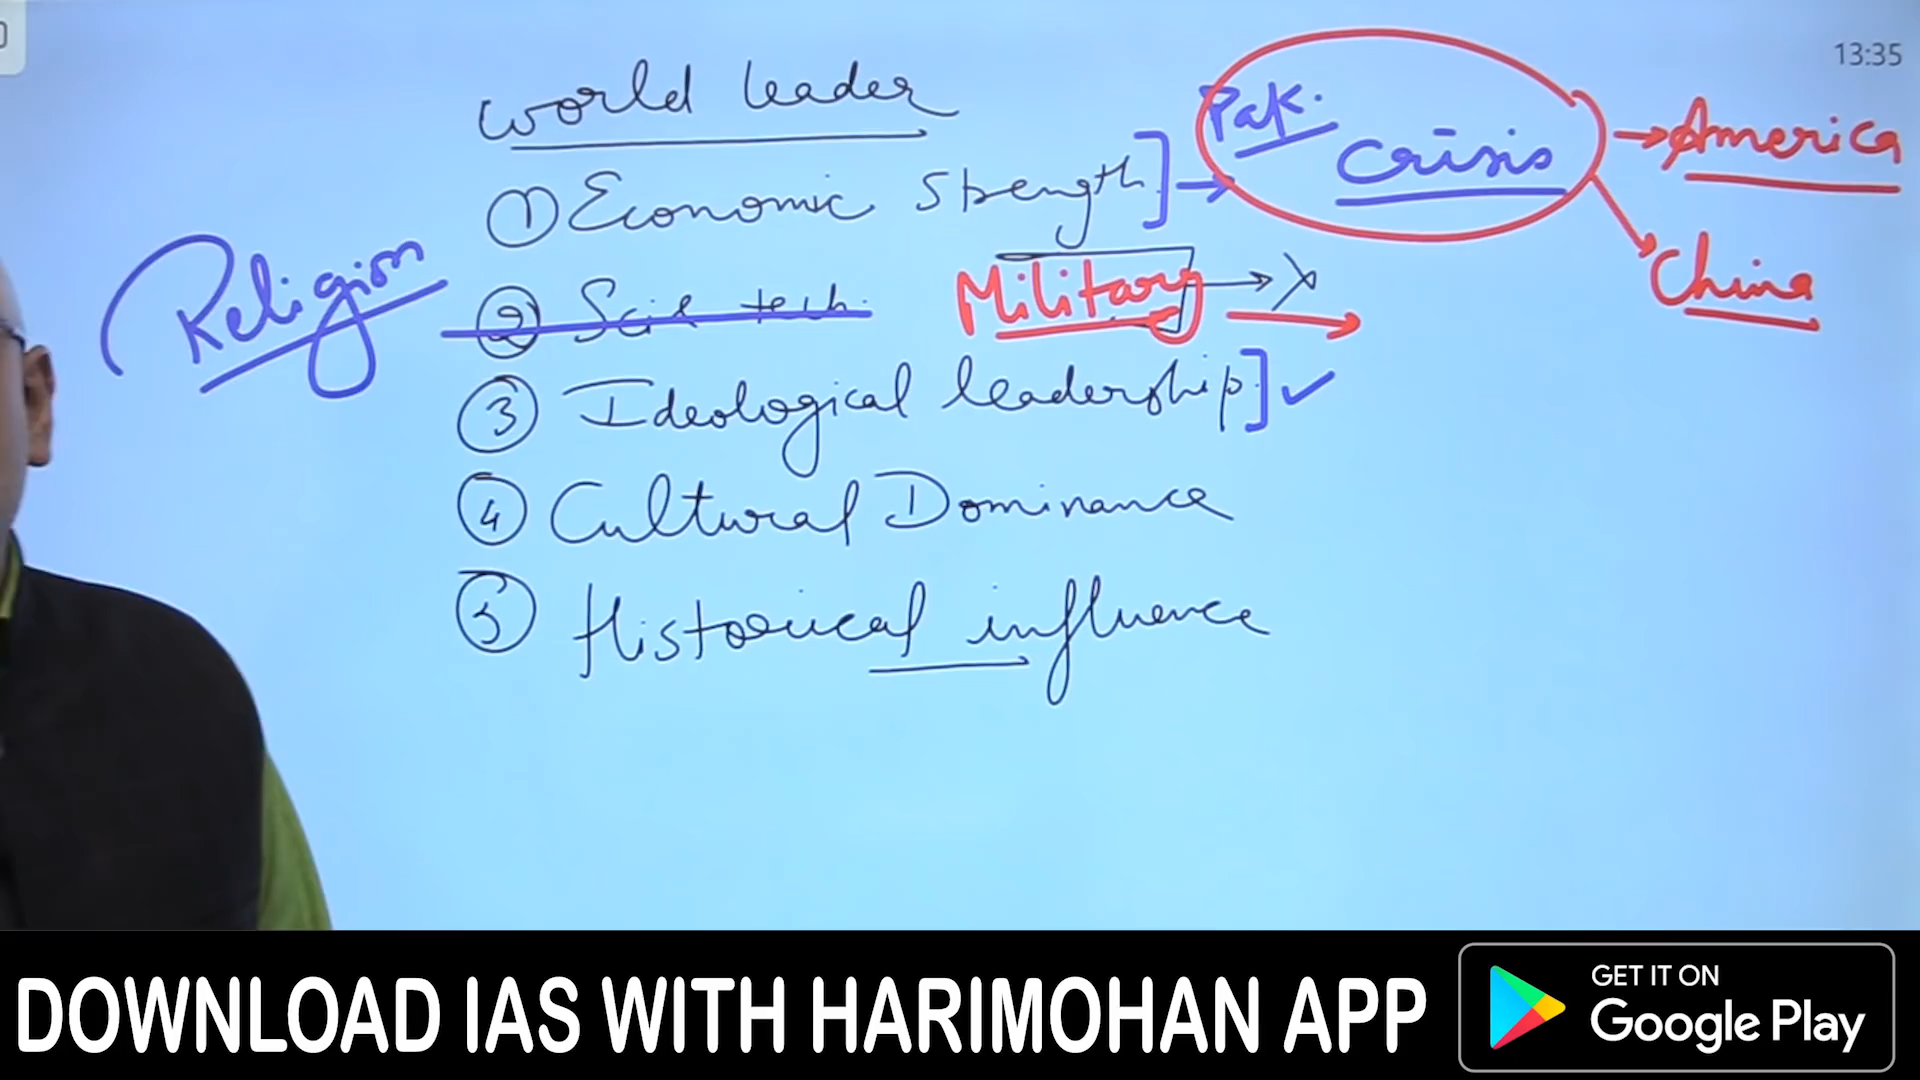 13:35
World leader
① Economic Strength] → Pak. Crisis → America
China
Religion
② Sci & tech. Military → X
③ Ideological leadership] ✓
④ Cultural Dominance
⑤ Historical influence
DOWNLOAD IAS WITH HARIMOHAN APP
GET IT ON
Google Play